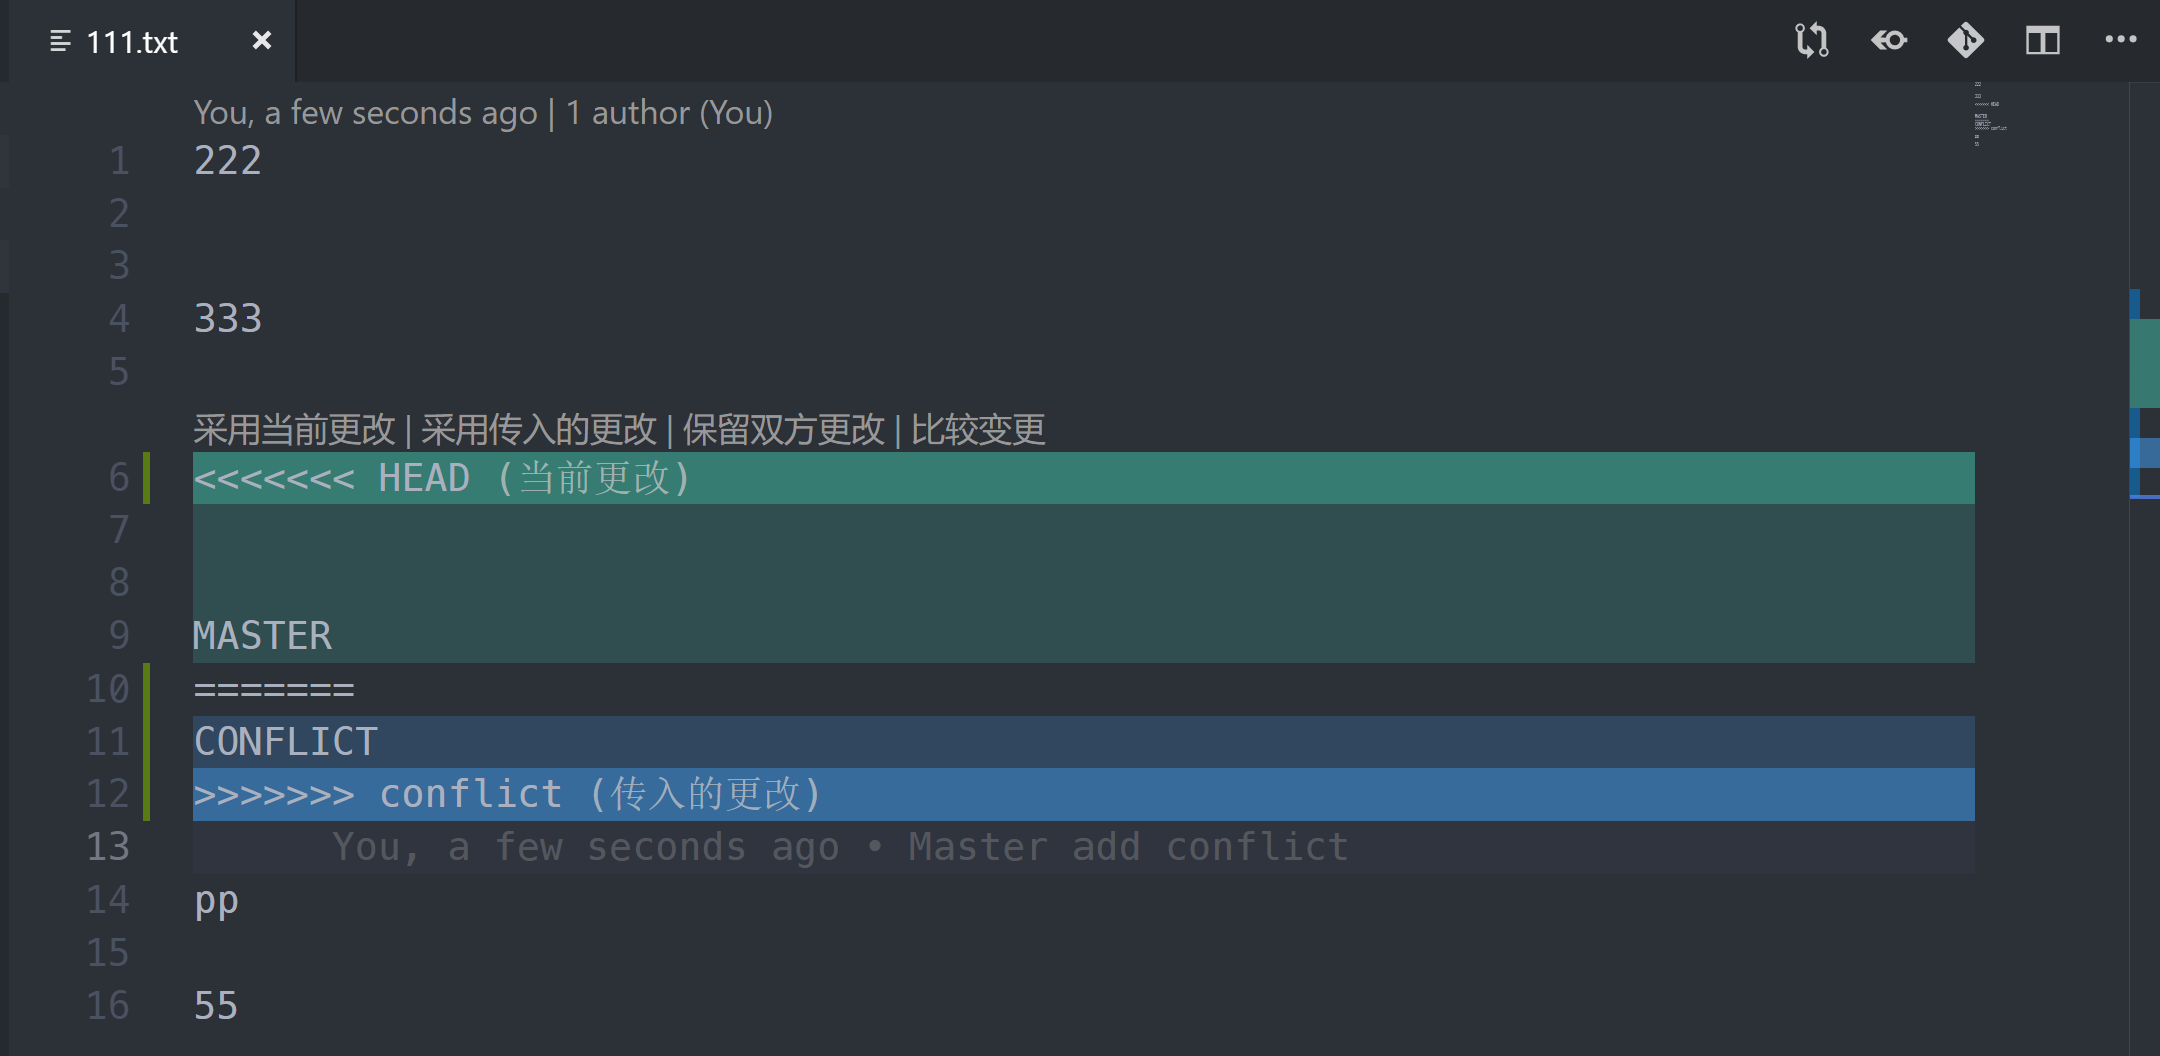 111.txt
You, a few seconds ago | 1 author (You)
1 222
2
3
4 333
5
采用当前更改 | 采用传入的更改 | 保留双方更改 | 比较变更
6 <<<<<<< HEAD (当前更改)
7
8
9 MASTER
10 =======
11 CONFLICT
12 >>>>>>> conflict (传入的更改)
13 You, a few seconds ago • Master add conflict
14 pp
15
16 55